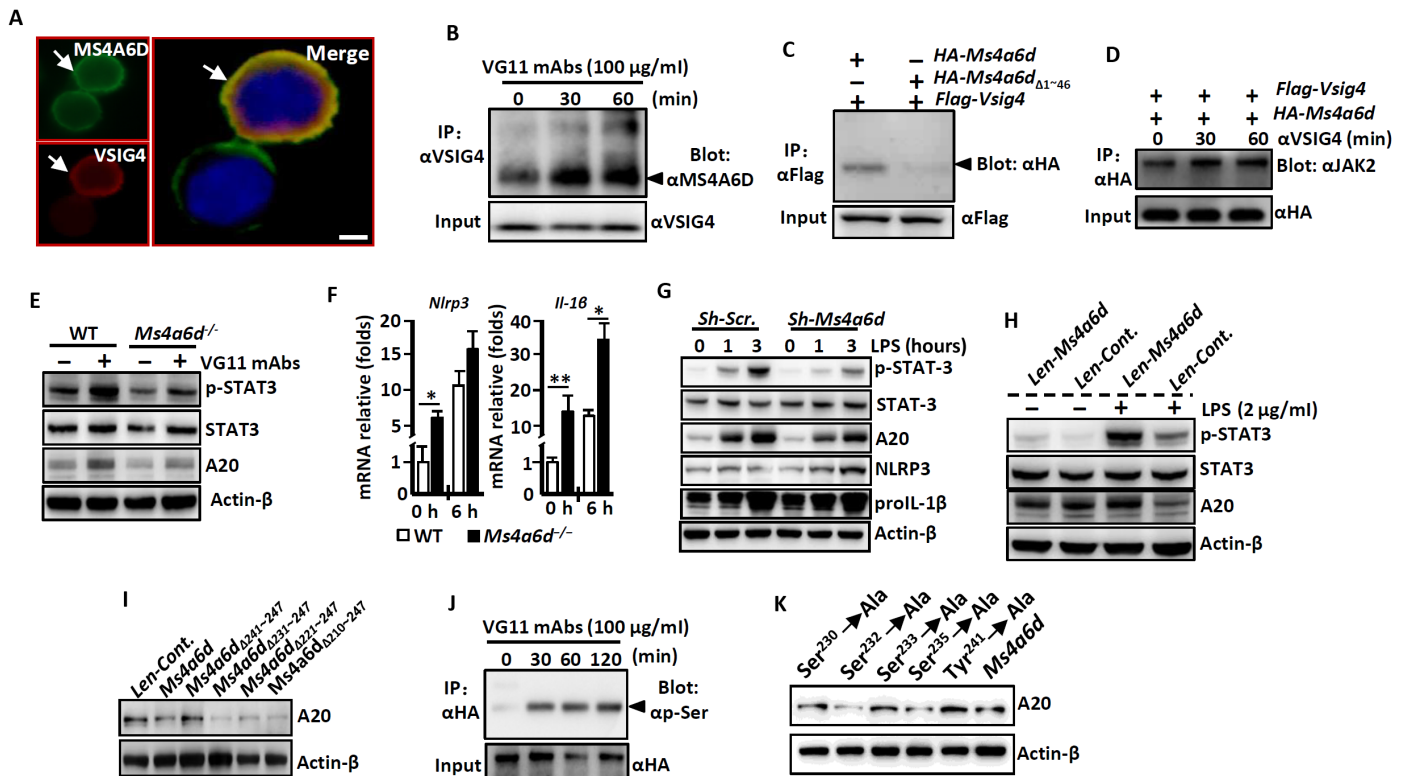 A
MS4A6D
VSIG4
Merge
B
VG11 mAbs (100 µg/ml)
0 30 60 (min)
IP:
αVSIG4
Blot:
αMS4A6D
Input
αVSIG4
C
+ – HA-Ms4a6d
– + HA-Ms4a6dΔ1~46
+ + Flag-Vsig4
IP:
αFlag
Blot: αHA
Input
αFlag
D
+ + + Flag-Vsig4
+ + + HA-Ms4a6d
0 30 60 αVSIG4 (min)
IP:
αHA
Blot: αJAK2
Input
αHA
E
WT Ms4a6d-/-
– + – + VG11 mAbs
p-STAT3
STAT3
A20
Actin-β
F
Nlrp3
mRNA relative (folds)
20
15
10
5
1
0
*
0 h 6 h
Il-1β
mRNA relative (folds)
40
30
20
10
1
0
**
*
0 h 6 h
WT Ms4a6d-/-
G
Sh-Scr. Sh-Ms4a6d
0 1 3 0 1 3 LPS (hours)
p-STAT-3
STAT-3
A20
NLRP3
proIL-1β
Actin-β
H
Len-Ms4a6d
Len-Cont.
Len-Ms4a6d
Len-Cont.
– – + + LPS (2 µg/ml)
p-STAT3
STAT3
A20
Actin-β
I
Len-Cont.
Ms4a6d
Ms4a6dΔ241~247
Ms4a6dΔ231~247
Ms4a6dΔ221~247
Ms4a6dΔ210~247
A20
Actin-β
J
VG11 mAbs (100 µg/ml)
0 30 60 120 (min)
IP:
αHA
Blot:
αp-Ser
Input
αHA
K
Ser230 Ala
Ser232 Ala
Ser233 Ala
Ser235 Ala
Tyr241 Ala
Ms4a6d
A20
Actin-β